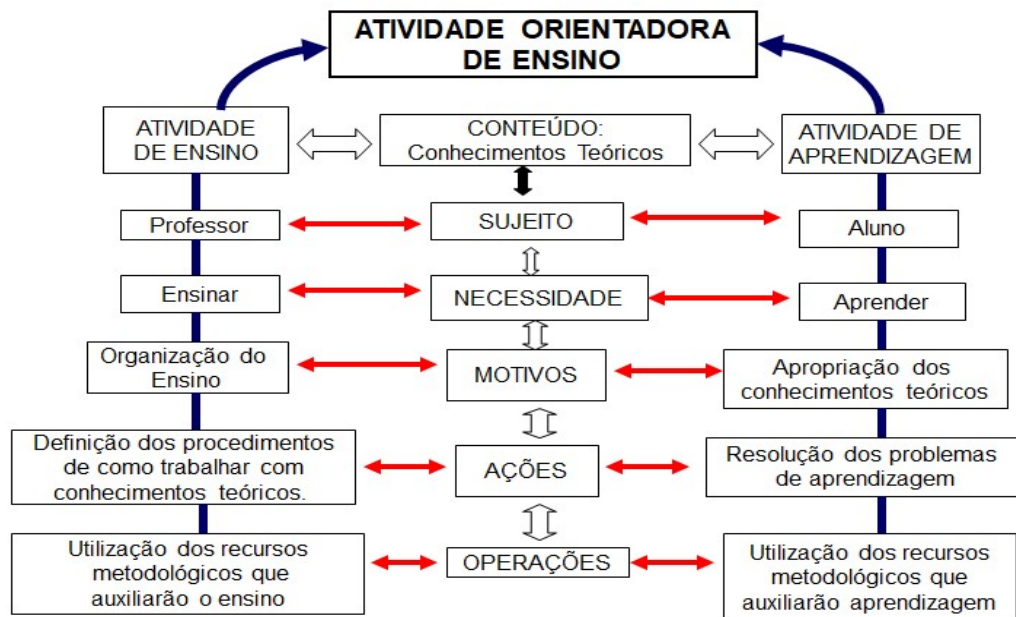 ATIVIDADE ORIENTADORA
DE ENSINO
ATIVIDADE
DE ENSINO
CONTEÚDO:
Conhecimentos Teóricos
ATIVIDADE DE
APRENDIZAGEM
Professor
SUJEITO
Aluno
Ensinar
NECESSIDADE
Aprender
Organização do
Ensino
MOTIVOS
Apropriação dos
conhecimentos teóricos
Definição dos procedimentos
de como trabalhar com
conhecimentos teóricos.
AÇÕES
Resolução dos problemas
de aprendizagem
Utilização dos recursos
metodológicos que
auxiliarão o ensino
OPERAÇÕES
Utilização dos recursos
metodológicos que
auxiliarão aprendizagem